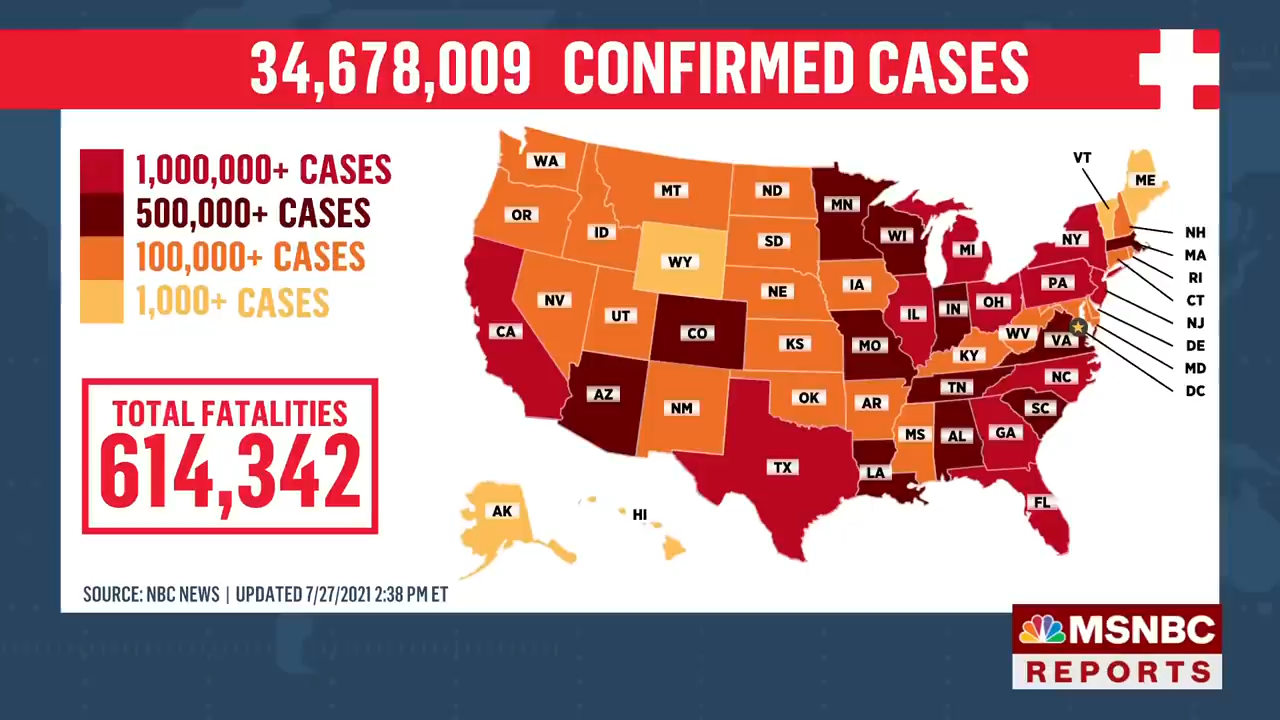 34,678,009 CONFIRMED CASES
1,000,000+ CASES
500,000+ CASES
100,000+ CASES
1,000+ CASES
TOTAL FATALITIES
614,342
WA
OR
ID
MT
ND
SD
WY
NE
NV
UT
CA
CO
KS
AZ
NM
OK
TX
MN
WI
IA
MI
IL
IN
OH
MO
KY
WV
VA
TN
NC
AR
MS
AL
GA
SC
LA
FL
NY
PA
VT
ME
NH
MA
RI
CT
NJ
DE
MD
DC
AK
HI
SOURCE: NBC NEWS | UPDATED 7/27/2021 2:38 PM ET
MSNBC
REPORTS